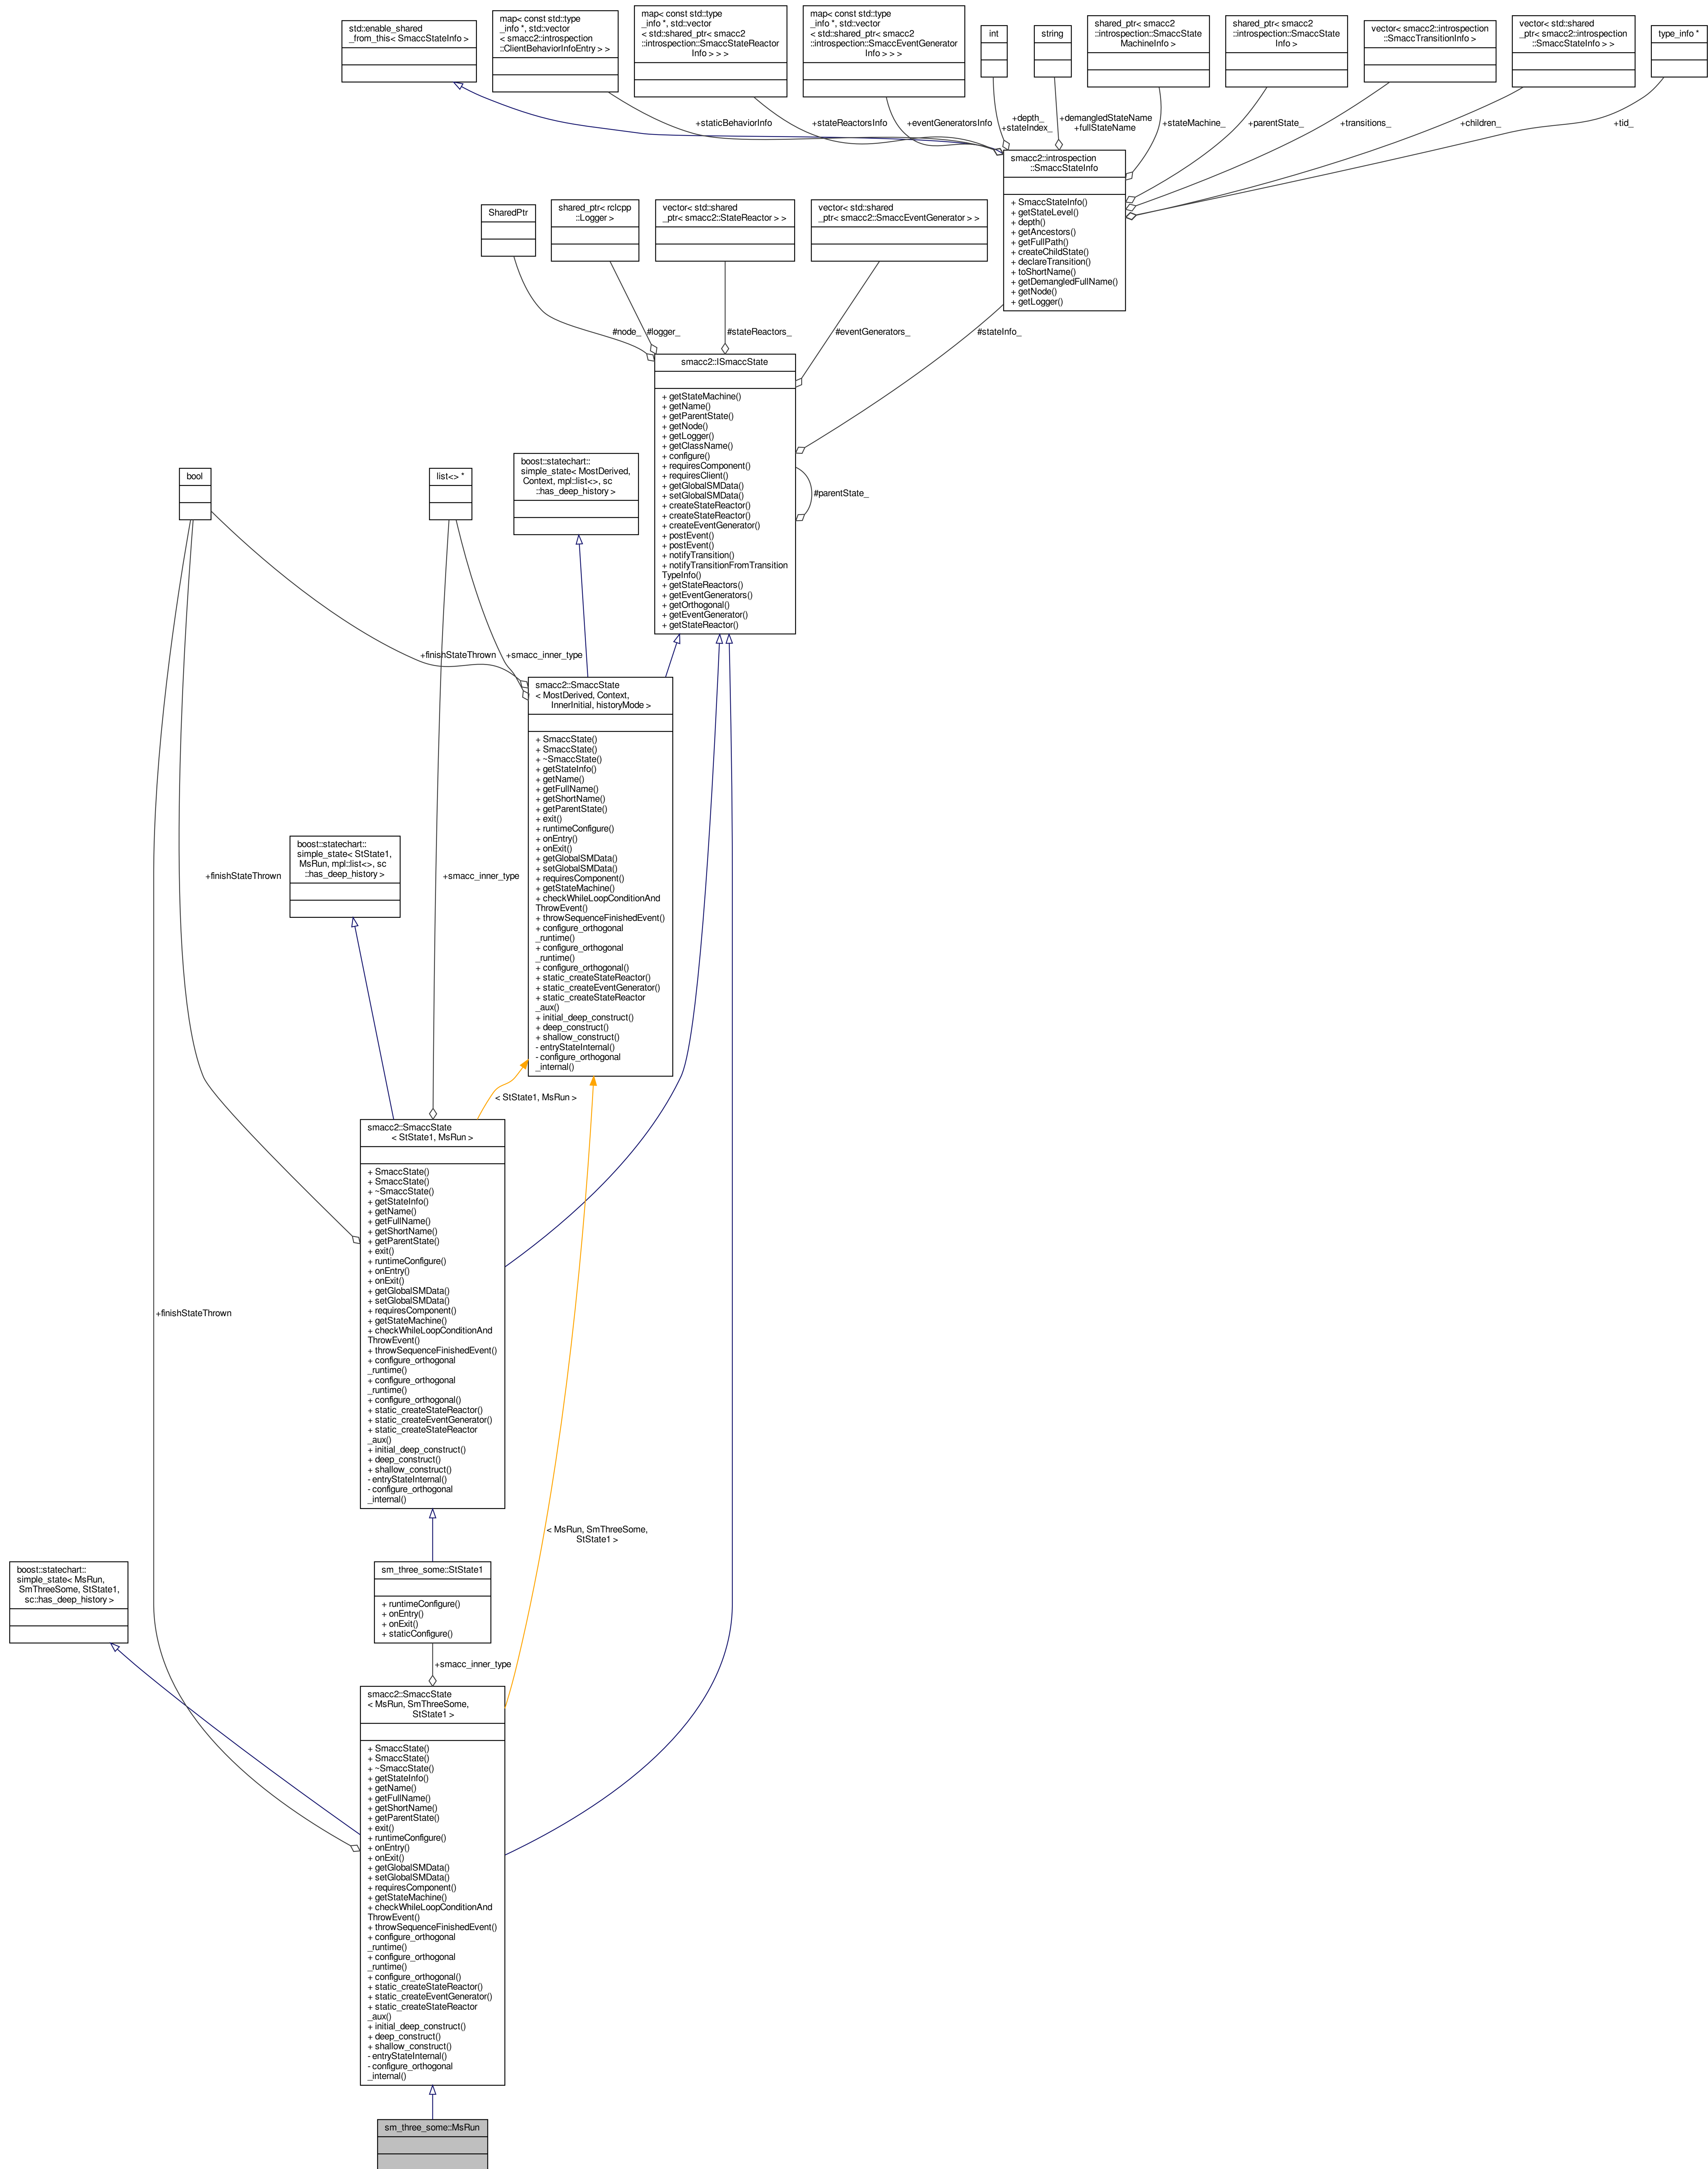 std::enable_shared
_from_this< SmaccStateInfo >
map< const std::type
_info *, std::vector
< smacc2::introspection
::ClientBehaviorInfoEntry > >
map< const std::type
_info *, std::vector
< std::shared_ptr< smacc2
::introspection::SmaccStateReactor
Info > > >
map< const std::type
_info *, std::vector
< std::shared_ptr< smacc2
::introspection::SmaccEventGenerator
Info > > >
int
string
shared_ptr< smacc2
::introspection::SmaccState
MachineInfo >
shared_ptr< smacc2
::introspection::SmaccState
Info >
vector< smacc2::introspection
::SmaccTransitionInfo >
vector< std::shared
_ptr< smacc2::introspection
::SmaccStateInfo > >
type_info *
+staticBehaviorInfo
+stateReactorsInfo
+eventGeneratorsInfo
+depth_
+stateIndex_
+demangledStateName
+fullStateName
+stateMachine_
+parentState_
+transitions_
+children_
+tid_
smacc2::introspection
::SmaccStateInfo
+ SmaccStateInfo()
+ getStateLevel()
+ depth()
+ getAncestors()
+ getFullPath()
+ createChildState()
+ declareTransition()
+ toShortName()
+ getDemangledFullName()
+ getNode()
+ getLogger()
SharedPtr
shared_ptr< rclcpp
::Logger >
vector< std::shared
_ptr< smacc2::StateReactor > >
vector< std::shared
_ptr< smacc2::SmaccEventGenerator > >
#node_
#logger_
#stateReactors_
#eventGenerators_
#stateInfo_
smacc2::ISmaccState
+ getStateMachine()
+ getName()
+ getParentState()
+ getNode()
+ getLogger()
+ getClassName()
+ configure()
+ requiresComponent()
+ requiresClient()
+ getGlobalSMData()
+ setGlobalSMData()
+ createStateReactor()
+ createStateReactor()
+ createEventGenerator()
+ postEvent()
+ postEvent()
+ notifyTransition()
+ notifyTransitionFromTransition
TypeInfo()
+ getStateReactors()
+ getEventGenerators()
+ getOrthogonal()
+ getEventGenerator()
+ getStateReactor()
#parentState_
bool
list<> *
boost::statechart::
simple_state< MostDerived,
Context, mpl::list<>, sc
::has_deep_history >
+finishStateThrown
+smacc_inner_type
smacc2::SmaccState
< MostDerived, Context,
InnerInitial, historyMode >
+ SmaccState()
+ SmaccState()
+ ~SmaccState()
+ getStateInfo()
+ getName()
+ getFullName()
+ getShortName()
+ getParentState()
+ exit()
+ runtimeConfigure()
+ onEntry()
+ onExit()
+ getGlobalSMData()
+ setGlobalSMData()
+ requiresComponent()
+ getStateMachine()
+ checkWhileLoopConditionAnd
ThrowEvent()
+ throwSequenceFinishedEvent()
+ configure_orthogonal
_runtime()
+ configure_orthogonal
_runtime()
+ configure_orthogonal()
+ static_createStateReactor()
+ static_createEventGenerator()
+ static_createStateReactor
_aux()
+ initial_deep_construct()
+ deep_construct()
+ shallow_construct()
- entryStateInternal()
- configure_orthogonal
_internal()
boost::statechart::
simple_state< StState1,
MsRun, mpl::list<>, sc
::has_deep_history >
+finishStateThrown
+smacc_inner_type
< StState1, MsRun >
smacc2::SmaccState
< StState1, MsRun >
+ SmaccState()
+ SmaccState()
+ ~SmaccState()
+ getStateInfo()
+ getName()
+ getFullName()
+ getShortName()
+ getParentState()
+ exit()
+ runtimeConfigure()
+ onEntry()
+ onExit()
+ getGlobalSMData()
+ setGlobalSMData()
+ requiresComponent()
+ getStateMachine()
+ checkWhileLoopConditionAnd
ThrowEvent()
+ throwSequenceFinishedEvent()
+ configure_orthogonal
_runtime()
+ configure_orthogonal
_runtime()
+ configure_orthogonal()
+ static_createStateReactor()
+ static_createEventGenerator()
+ static_createStateReactor
_aux()
+ initial_deep_construct()
+ deep_construct()
+ shallow_construct()
- entryStateInternal()
- configure_orthogonal
_internal()
+finishStateThrown
< MsRun, SmThreeSome,
StState1 >
boost::statechart::
simple_state< MsRun,
SmThreeSome, StState1,
sc::has_deep_history >
sm_three_some::StState1
+ runtimeConfigure()
+ onEntry()
+ onExit()
+ staticConfigure()
+smacc_inner_type
smacc2::SmaccState
< MsRun, SmThreeSome,
StState1 >
+ SmaccState()
+ SmaccState()
+ ~SmaccState()
+ getStateInfo()
+ getName()
+ getFullName()
+ getShortName()
+ getParentState()
+ exit()
+ runtimeConfigure()
+ onEntry()
+ onExit()
+ getGlobalSMData()
+ setGlobalSMData()
+ requiresComponent()
+ getStateMachine()
+ checkWhileLoopConditionAnd
ThrowEvent()
+ throwSequenceFinishedEvent()
+ configure_orthogonal
_runtime()
+ configure_orthogonal
_runtime()
+ configure_orthogonal()
+ static_createStateReactor()
+ static_createEventGenerator()
+ static_createStateReactor
_aux()
+ initial_deep_construct()
+ deep_construct()
+ shallow_construct()
- entryStateInternal()
- configure_orthogonal
_internal()
sm_three_some::MsRun